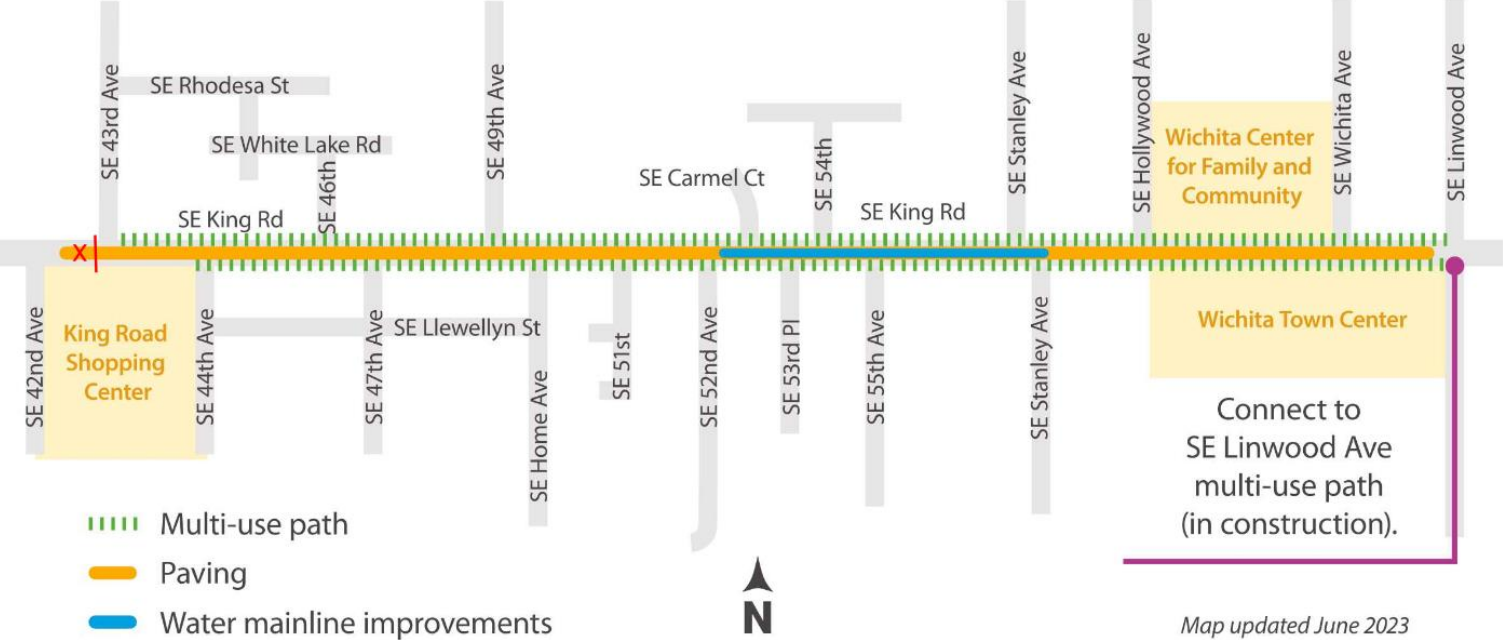 SE 43rd Ave
SE Rhodesa St
SE White Lake Rd
SE 46th
SE King Rd
SE 49th Ave
SE Carmel Ct
SE 54th
SE King Rd
SE Stanley Ave
SE Hollywood Ave
Wichita Center
for Family and
Community
SE Wichita Ave
SE Linwood Ave
X
SE 42nd Ave
King Road
Shopping
Center
SE 44th Ave
SE 47th Ave
SE Llewellyn St
SE Home Ave
SE 51st
SE 52nd Ave
SE 53rd Pl
SE 55th Ave
SE Stanley Ave
Wichita Town Center
Connect to
SE Linwood Ave
multi-use path
(in construction).
Multi-use path
Paving
Water mainline improvements
N
Map updated June 2023